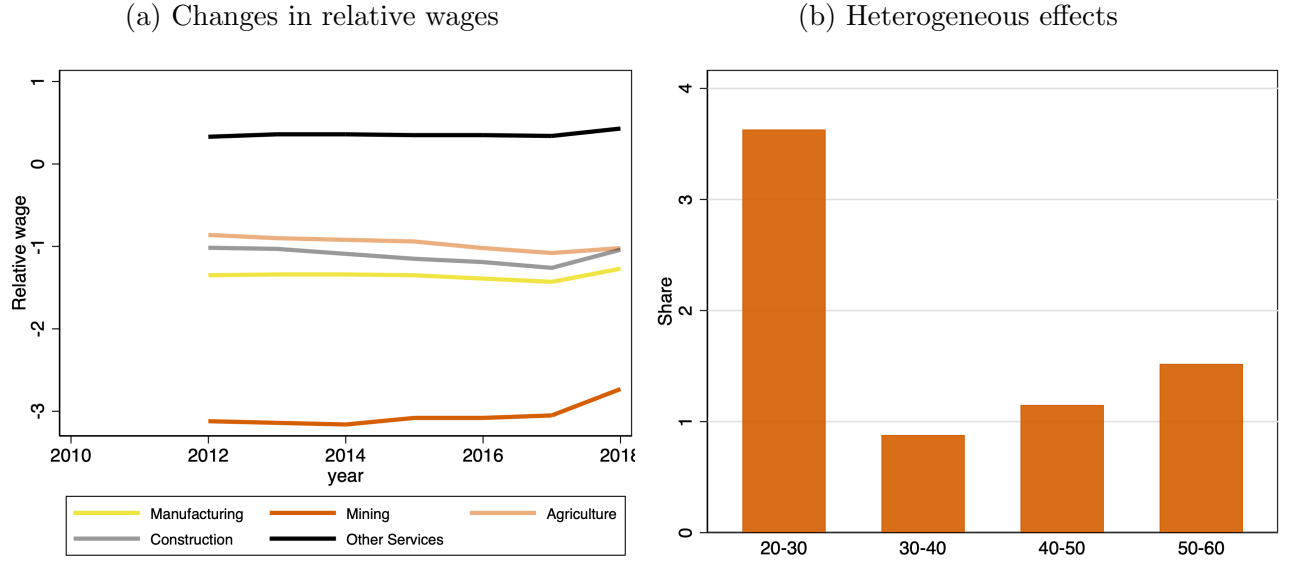 (a) Changes in relative wages
(b) Heterogeneous effects
1
0
-1
-2
-3
Relative wage
2010 2012 2014 2016 2018
year
Manufacturing Mining Agriculture
Construction Other Services
4
3
2
1
0
Share
20-30 30-40 40-50 50-60